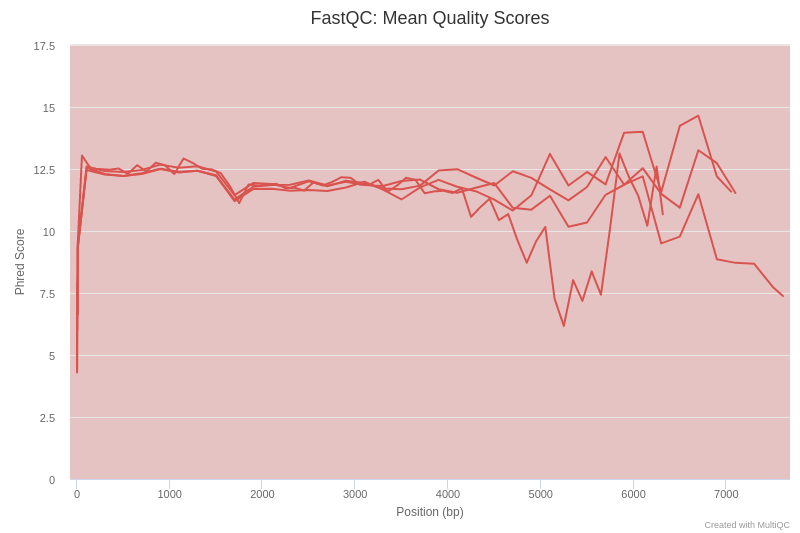 FastQC: Mean Quality Scores
17.5
15
12.5
10
7.5
5
2.5
0
Phred Score
0 1000 2000 3000 4000 5000 6000 7000
Position (bp)
Created with MultiQC